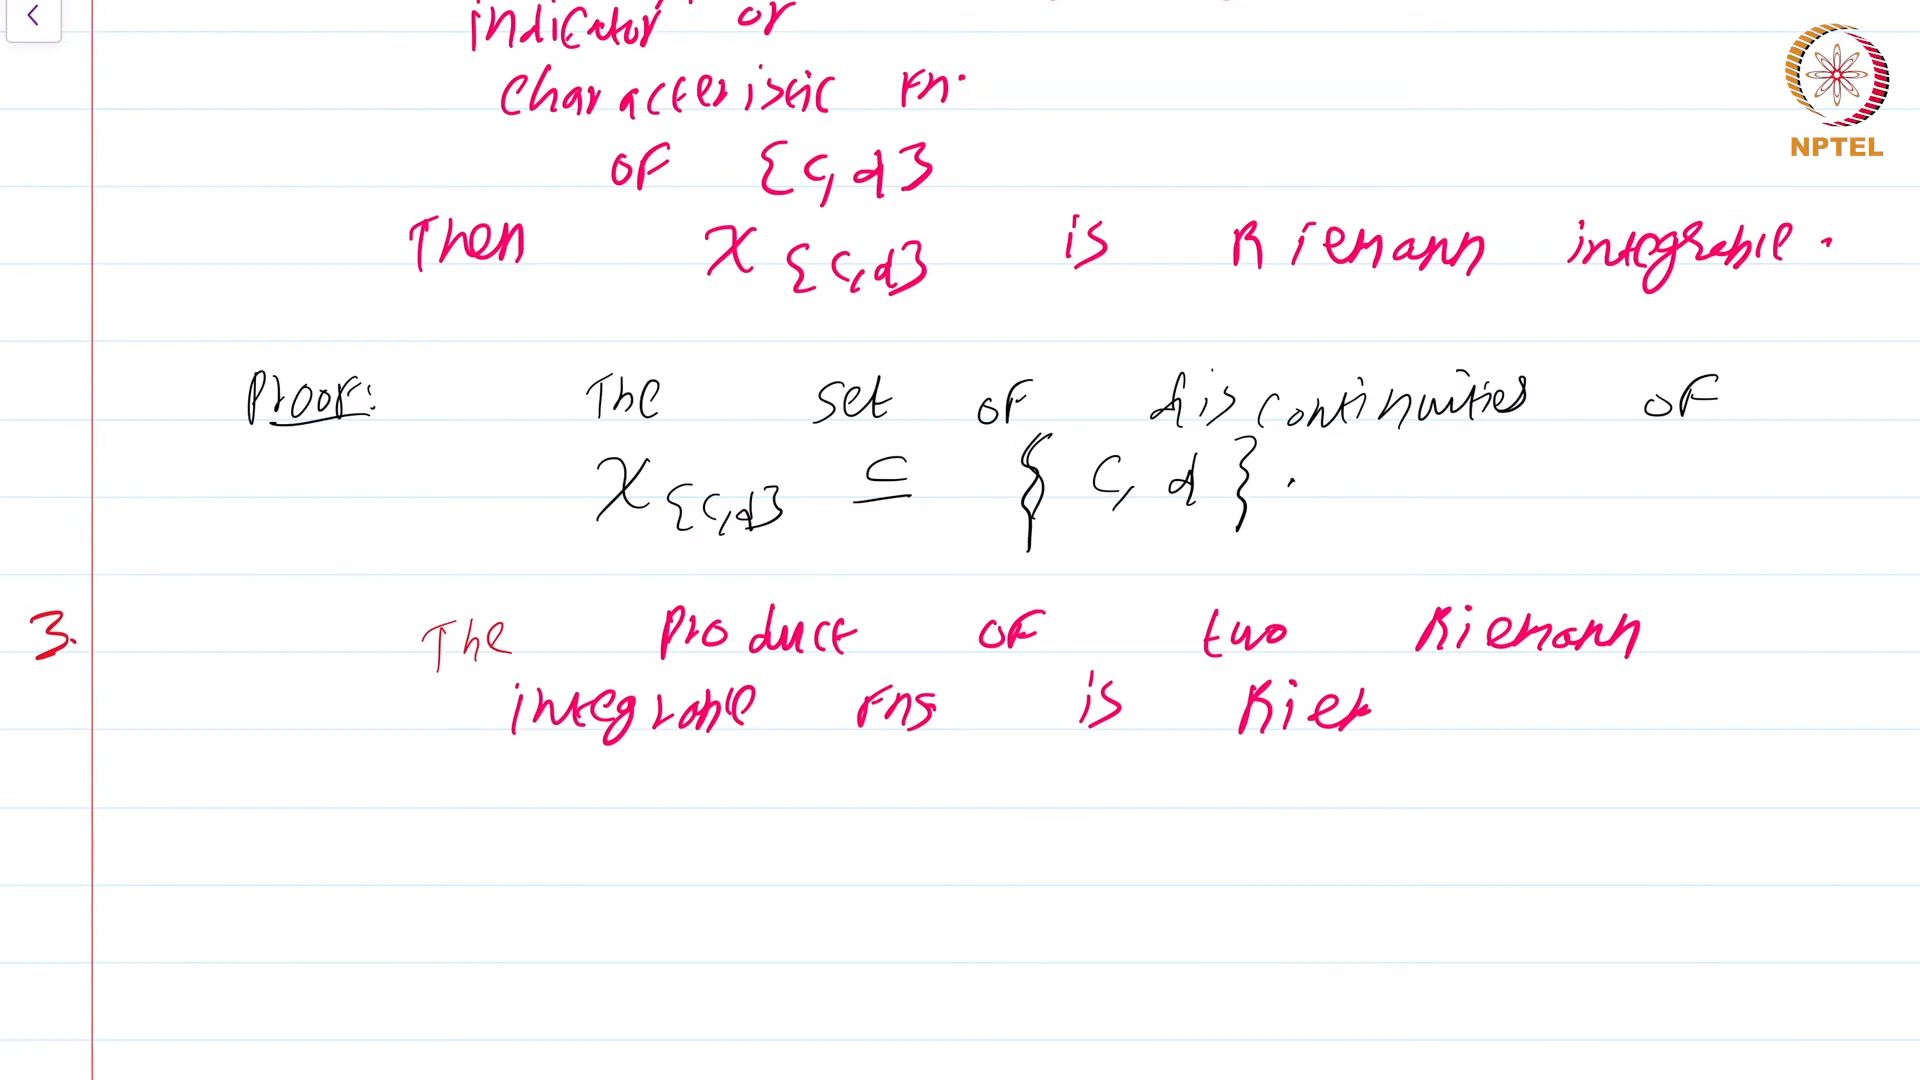 indicator or
characteristic Fn.
NPTEL
OF {c, d}
Then χ {c,d} is Riemann integrable.
Proof: The set of discontinuities of
χ {c,d} ⊆ { c, d } .
3. The Product of two Riemann
integrable Fns is Riem